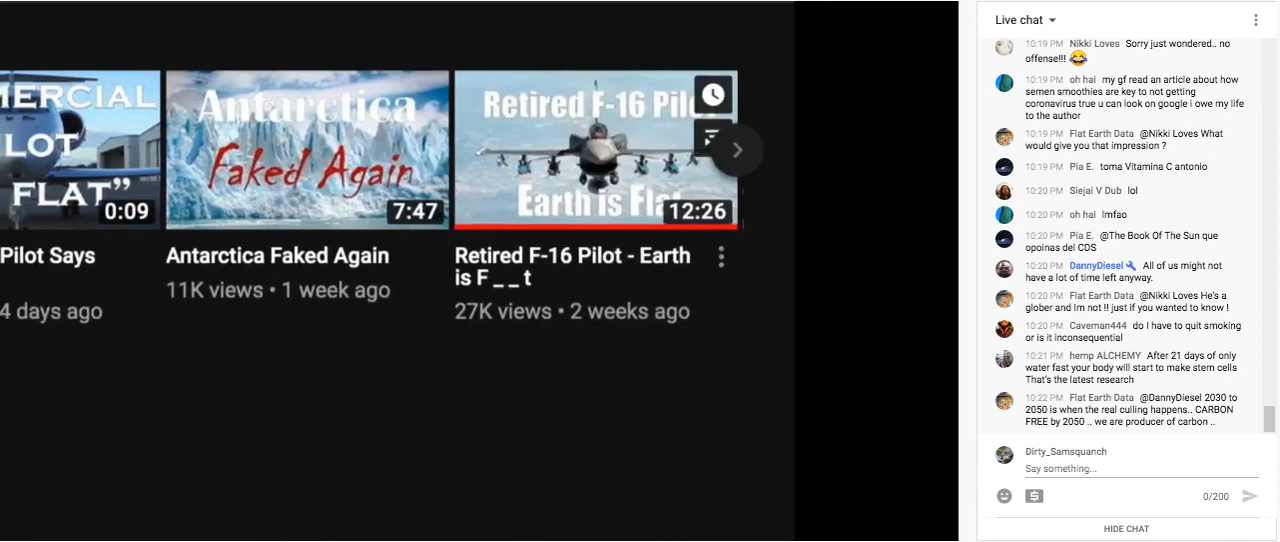 MERCIAL
LOT
FLAT”
0:09
Pilot Says
4 days ago
Antarctica
Faked Again
7:47
Antarctica Faked Again
11K views • 1 week ago
Retired F-16 Pil
Earth is Fla
12:26
Retired F-16 Pilot - Earth
is F _ _ t
27K views • 2 weeks ago
Live chat
10:19 PM Nikki Loves Sorry just wondered.. no
offense!!! 😂
10:19 PM oh hai my gf read an article about how
semen smoothies are key to not getting
coronavirus true u can look on google i owe my life
to the author
10:19 PM Flat Earth Data @Nikki Loves What
would give you that impression ?
10:19 PM Pia E. toma Vitamina C antonio
10:20 PM Siejai V Dub lol
10:20 PM oh hai lmfao
10:20 PM Pia E. @The Book Of The Sun que
opoinas del CDS
10:20 PM DannyDiesel All of us might not
have a lot of time left anyway.
10:20 PM Flat Earth Data @Nikki Loves He's a
glober and Im not !! just if you wanted to know !
10:20 PM Caveman444 do I have to quit smoking
or is it inconsequential
10:21 PM hemp ALCHEMY After 21 days of only
water fast your body will start to make stem cells
That's the latest research
10:22 PM Flat Earth Data @DannyDiesel 2030 to
2050 is when the real culling happens.. CARBON
FREE by 2050 .. we are producer of carbon ..
Dirty_Samsquanch
Say something...
0/200
HIDE CHAT